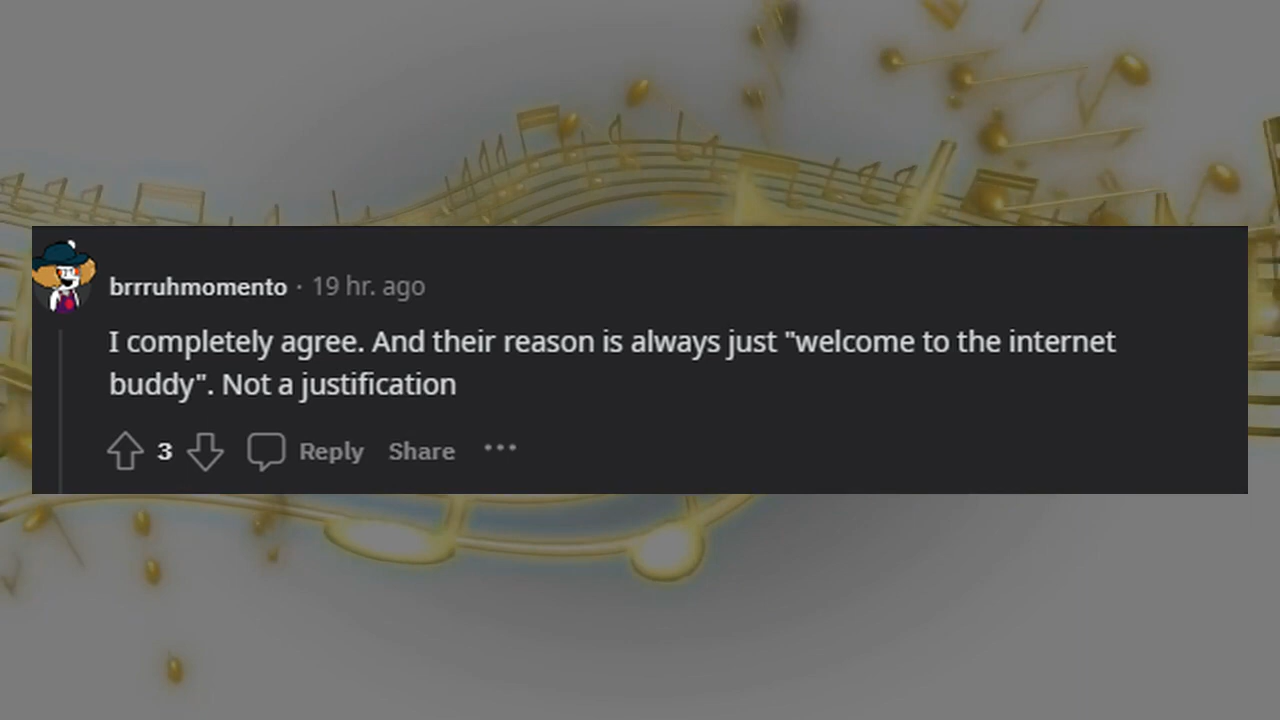 brrruhmomento · 19 hr. ago
I completely agree. And their reason is always just "welcome to the internet
buddy". Not a justification
3 Reply Share ···